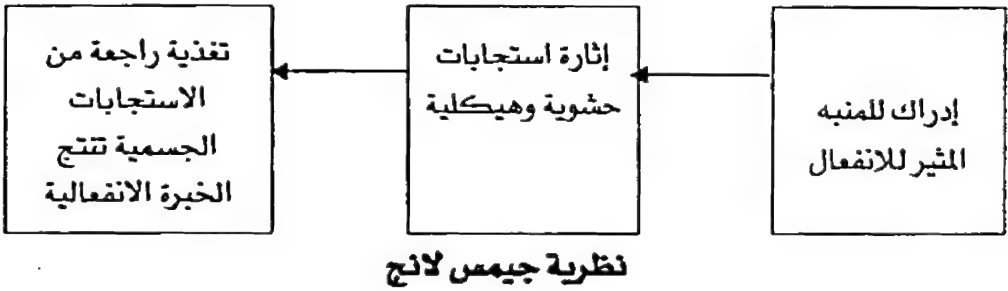 إدراك للمنبه
المثير للانفعال
إثارة استجابات
حشوية وهيكلية
تغذية راجعة من
الاستجابات
الجسمية تنتج
الخبرة الانفعالية
نظرية جيمس لانج